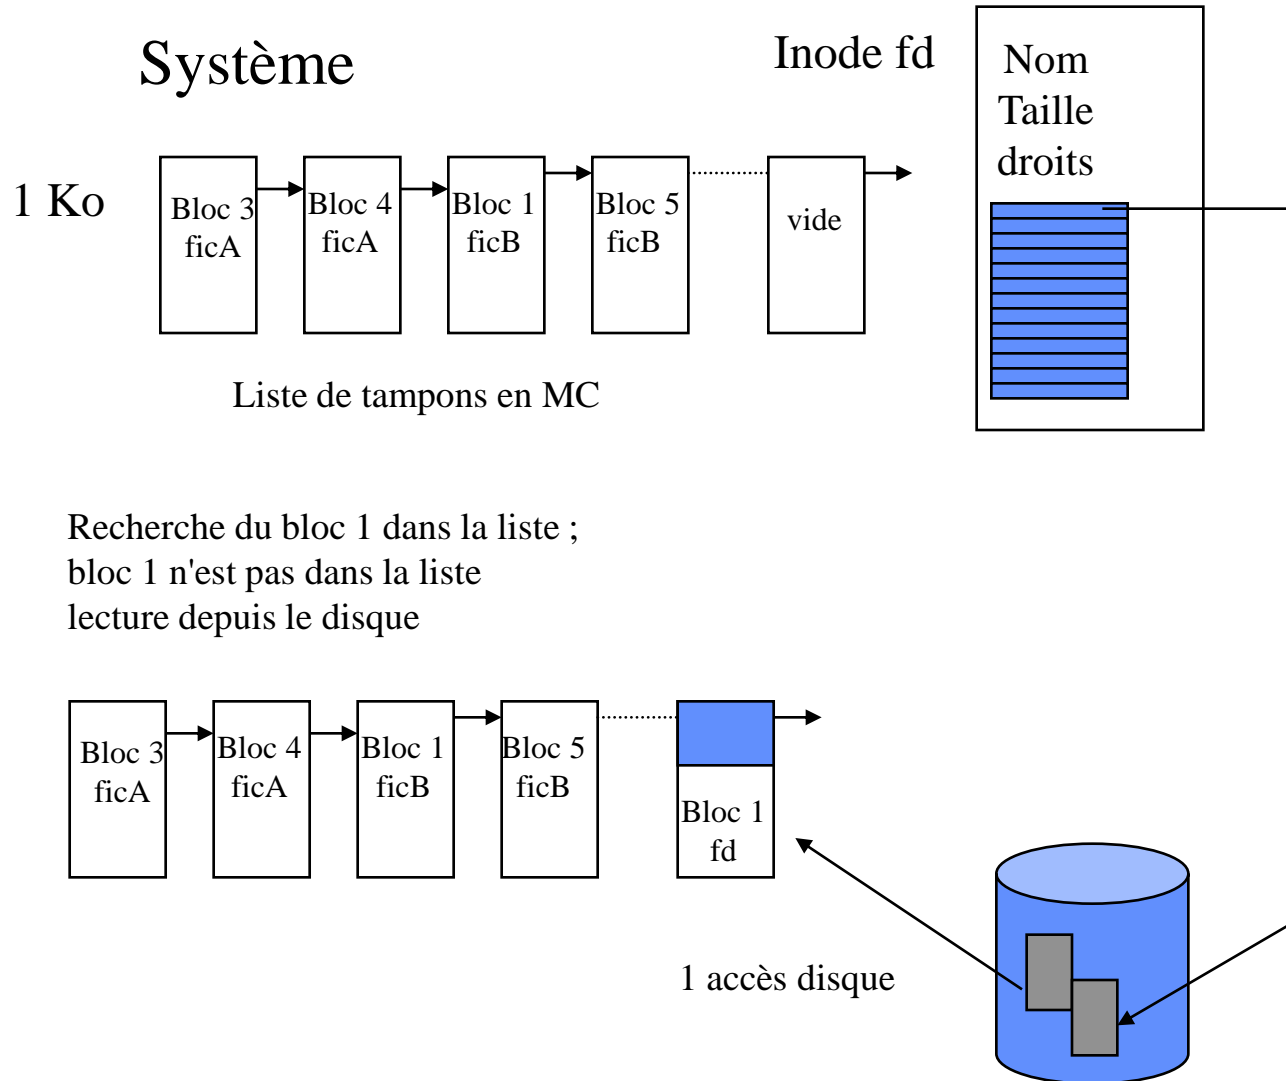 Système
Inode fd
Nom
Taille
droits
1 Ko
Bloc 3
ficA
Bloc 4
ficA
Bloc 1
ficB
Bloc 5
ficB
vide
Liste de tampons en MC
Recherche du bloc 1 dans la liste ;
bloc 1 n'est pas dans la liste
lecture depuis le disque
Bloc 3
ficA
Bloc 4
ficA
Bloc 1
ficB
Bloc 5
ficB
Bloc 1
fd
1 accès disque